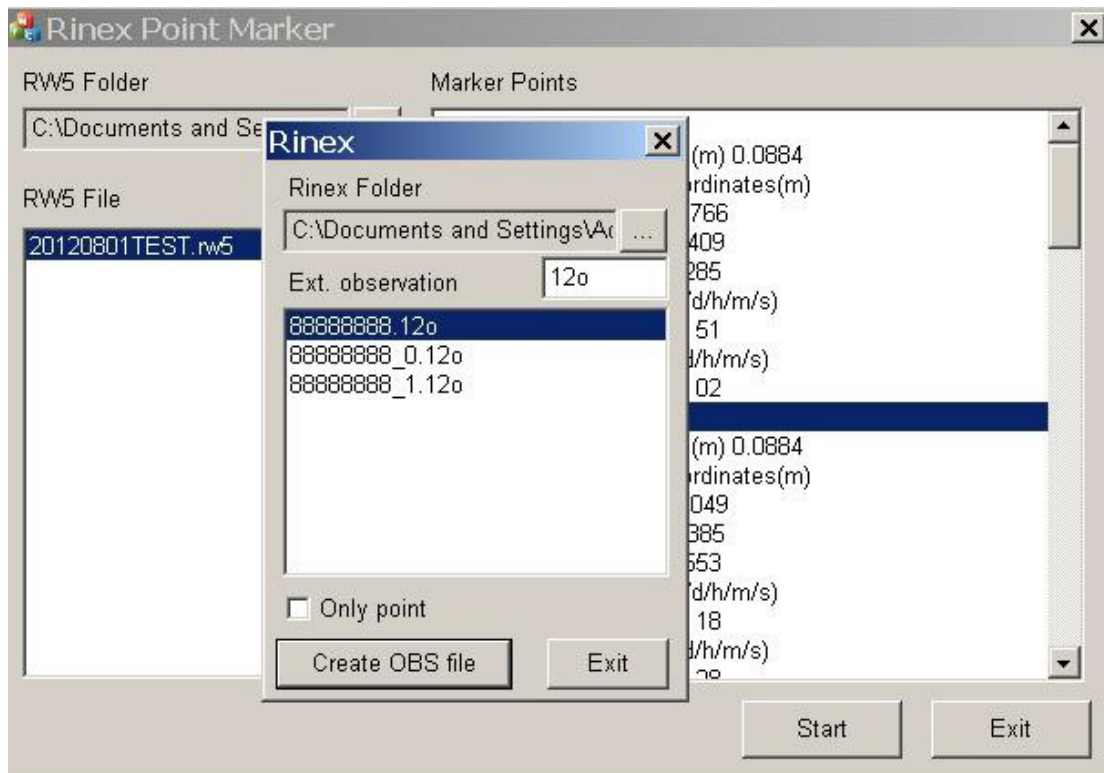 Rinex Point Marker
RW5 Folder
Marker Points
C:\Documents and Se
RW5 File
20120801TEST.rw5
Rinex
Rinex Folder
C:\Documents and Settings\A
...
Ext. observation
12o
88888888.12o
88888888_0.12o
88888888_1.12o
Only point
Create OBS file
Exit
(m) 0.0884
rdinates(m)
766
409
285
/d/h/m/s)
51
/h/m/s)
02
(m) 0.0884
rdinates(m)
049
385
553
/d/h/m/s)
18
/h/m/s)
Start
Exit